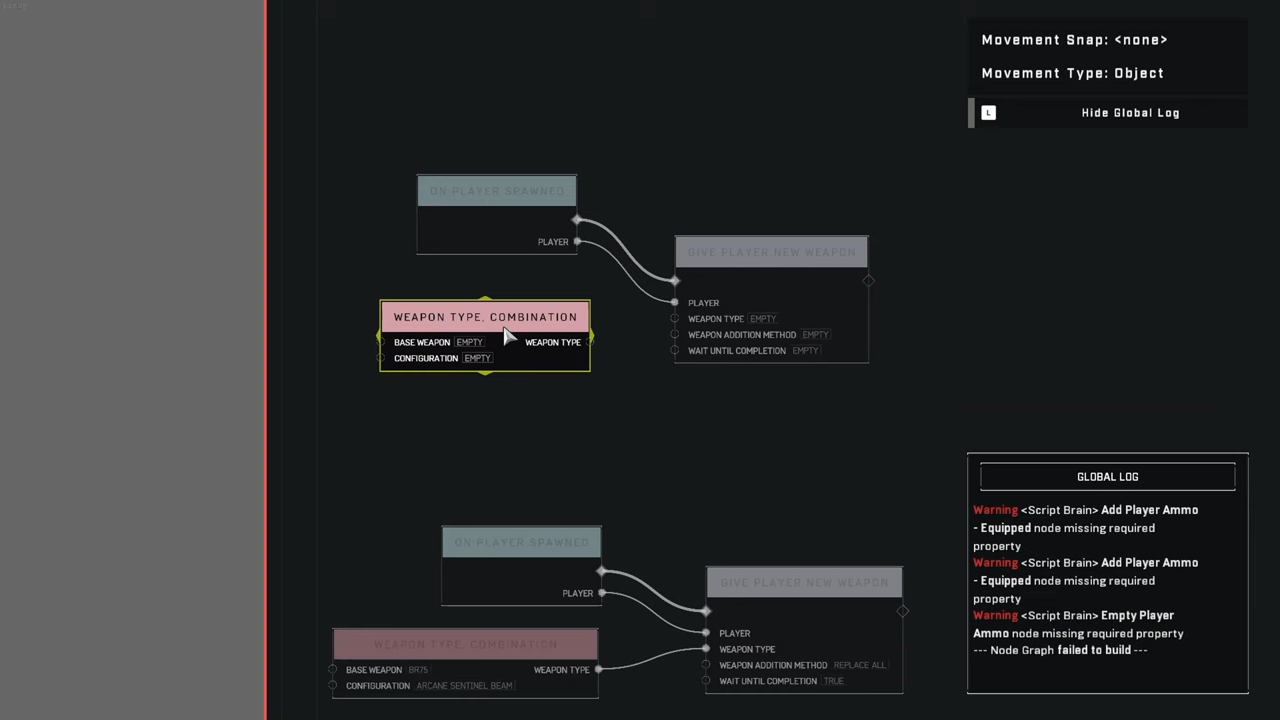 Movement Snap: <none>
Movement Type: Object
L Hide Global Log
ON PLAYER SPAWNED
PLAYER
GIVE PLAYER NEW WEAPON
PLAYER
WEAPON TYPE EMPTY
WEAPON ADDITION METHOD EMPTY
WAIT UNTIL COMPLETION EMPTY
WEAPON TYPE, COMBINATION
BASE WEAPON EMPTY WEAPON TYPE
CONFIGURATION EMPTY
ON PLAYER SPAWNED
PLAYER
GIVE PLAYER NEW WEAPON
PLAYER
WEAPON TYPE
WEAPON ADDITION METHOD REPLACE ALL
WAIT UNTIL COMPLETION TRUE
WEAPON TYPE, COMBINATION
BASE WEAPON BR75 WEAPON TYPE
CONFIGURATION ARCANE SENTINEL BEAM
GLOBAL LOG
Warning <Script Brain> Add Player Ammo
- Equipped node missing required
property
Warning <Script Brain> Add Player Ammo
- Equipped node missing required
property
Warning <Script Brain> Empty Player
Ammo node missing required property
--- Node Graph failed to build ---